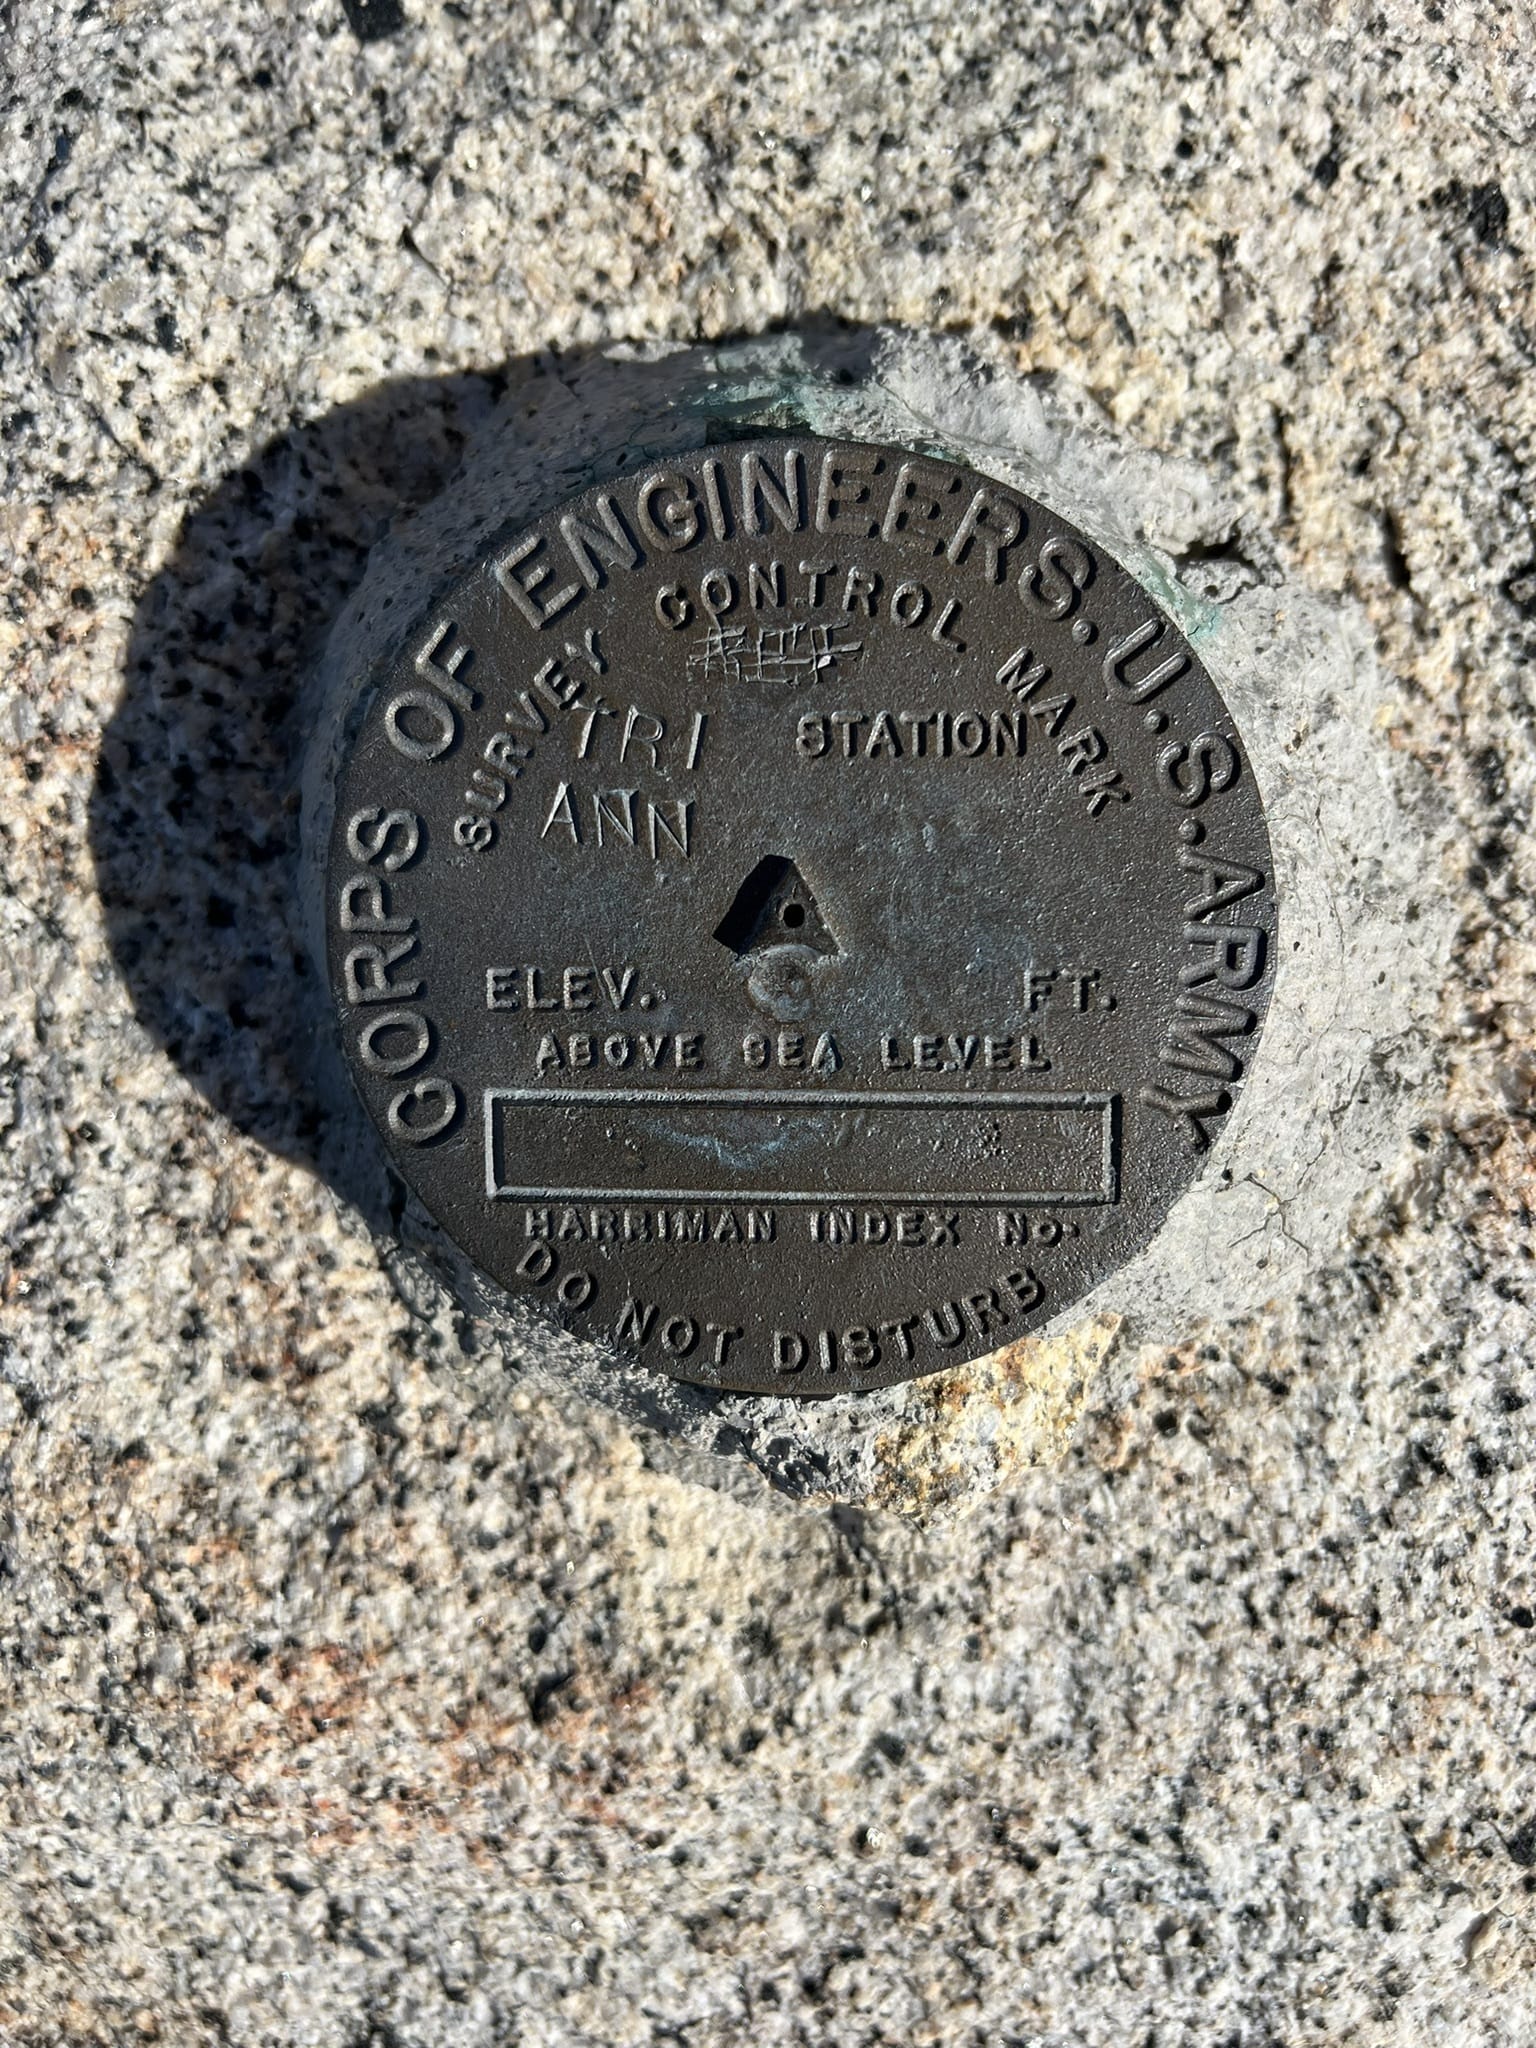 CORPS OF ENGINEERS. U.S. ARMY
SURVEY CONTROL MARK
TRI STATION
ANN
ELEV. FT.
ABOVE SEA LEVEL
HARRIMAN INDEX No.
DO NOT DISTURB